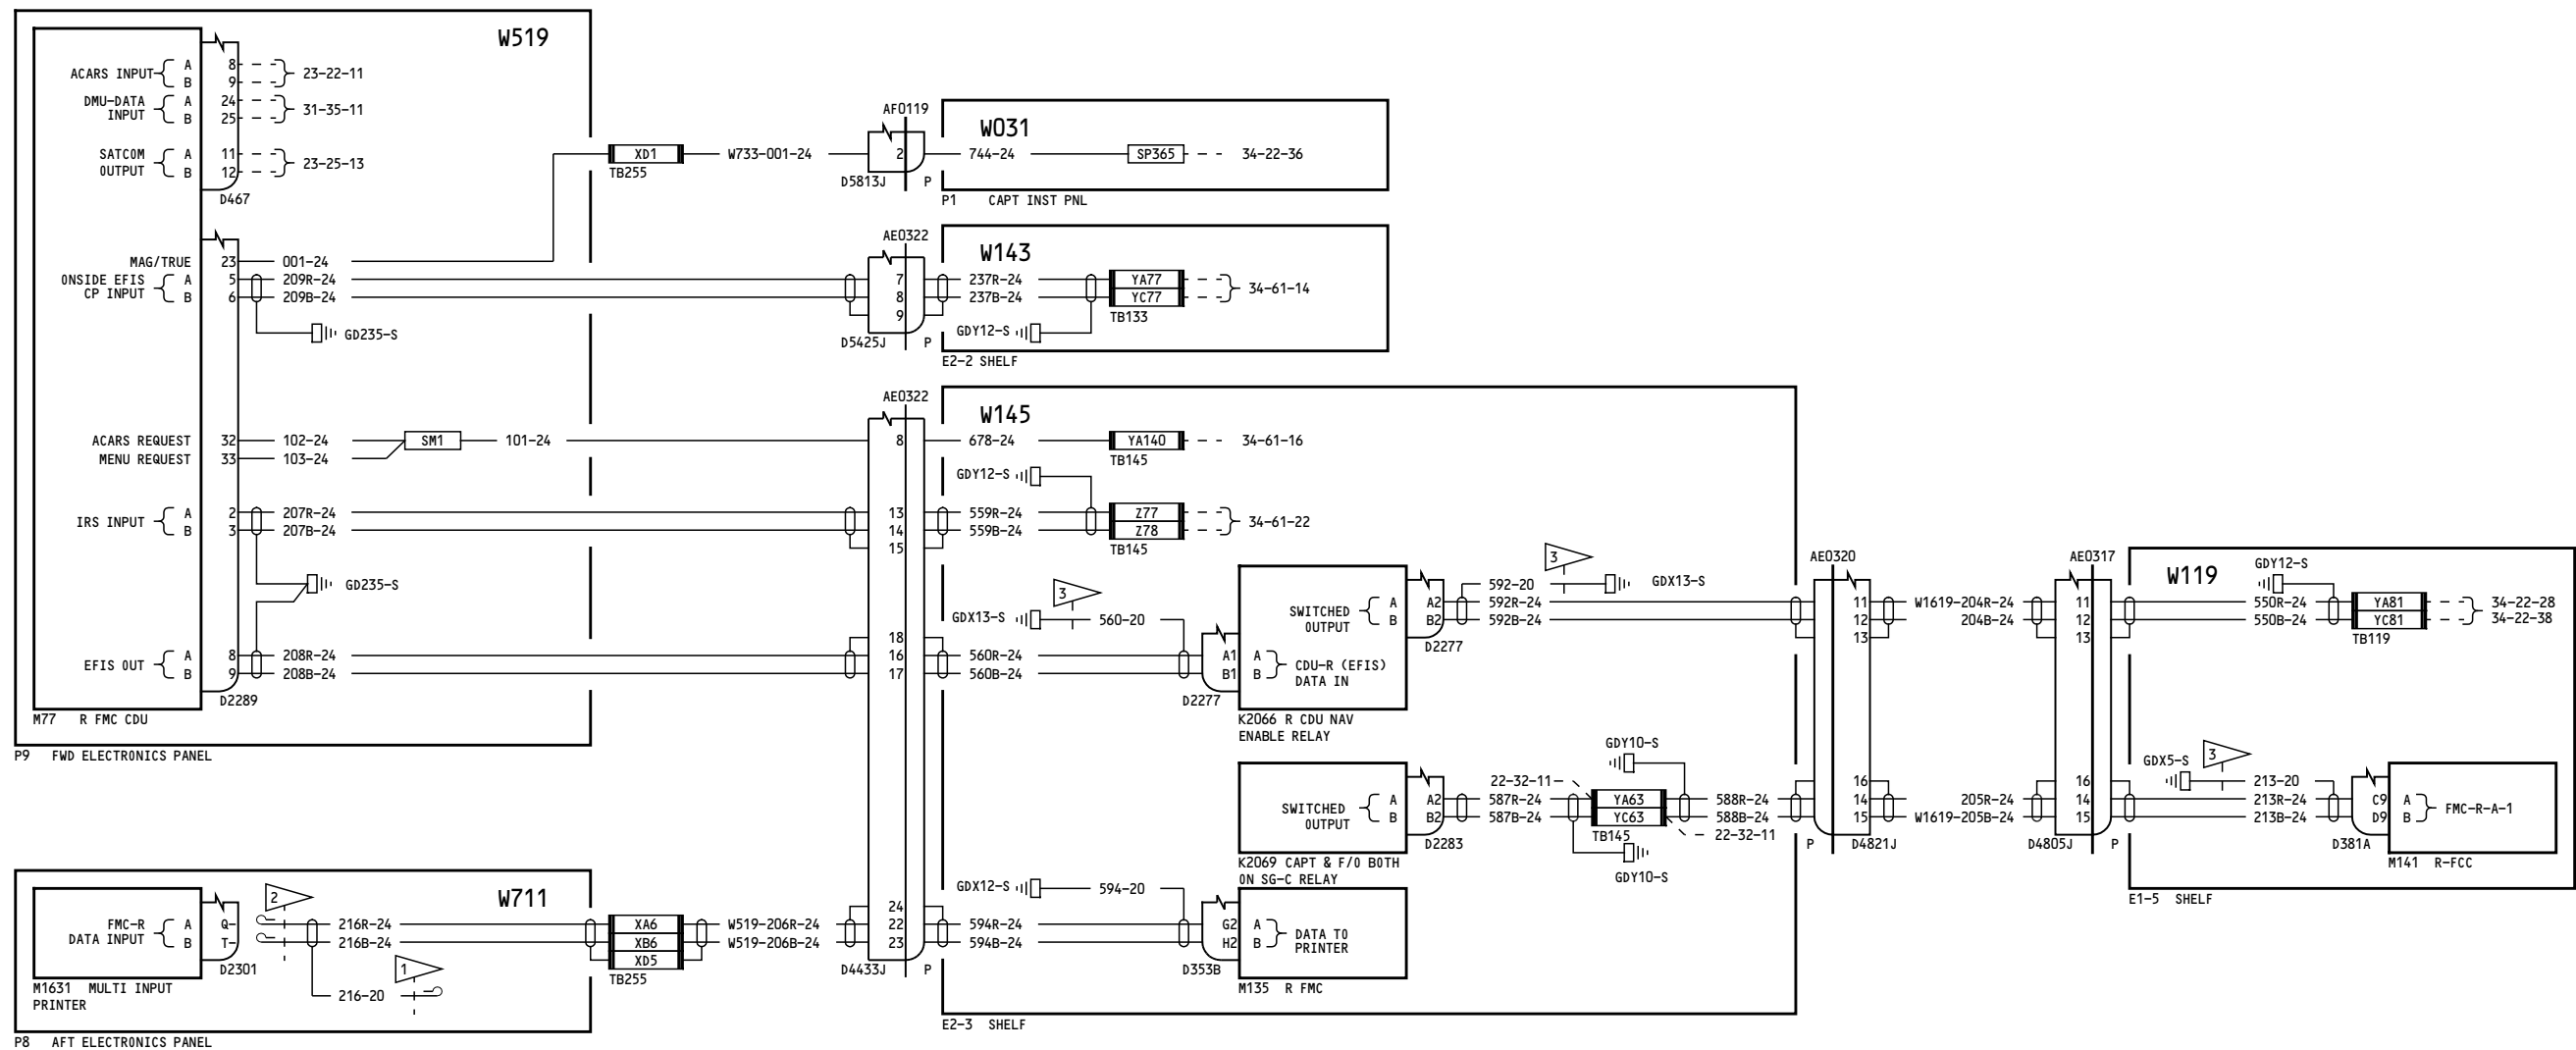 W519
ACARS INPUT A 8 23-22-11
B 9
DMU-DATA INPUT A 24 31-35-11
B 25
SATCOM OUTPUT A 11 23-25-13
B 12
D467
MAG/TRUE 23 001-24
ONSIDE EFIS CP INPUT A 5 209R-24
B 6 209B-24
GD235-S
ACARS REQUEST 32 102-24 SM1 101-24
MENU REQUEST 33 103-24
IRS INPUT A 2 207R-24
B 3 207B-24
GD235-S
EFIS OUT A 8 208R-24
B 9 208B-24
D2289
M77 R FMC CDU
P9 FWD ELECTRONICS PANEL
XD1 W733-001-24
TB255
AF0119
2
D5813J P
W031
744-24 SP365 34-22-36
P1 CAPT INST PNL
AE0322
7
8
9
D5425J P
W143
237R-24 YA77 34-61-14
237B-24 YC77
TB133
GDY12-S
E2-2 SHELF
AE0322
W145
8 678-24 YA140 34-61-16
TB145
GDY12-S
13 559R-24 Z77 34-61-22
14 559B-24 Z78
15
TB145
3
GDX13-S 560-20
18
16 560R-24 A1 A CDU-R (EFIS)
17 560B-24 B1 B DATA IN
D2277
SWITCHED OUTPUT A A2
B B2
D2277
K2066 R CDU NAV
ENABLE RELAY
3
592-20 GDX13-S
592R-24
592B-24
SWITCHED OUTPUT A A2 587R-24
B B2 587B-24
D2283
K2069 CAPT & F/O BOTH
ON SG-C RELAY
22-32-11
GDY10-S
YA63 588R-24
YC63 588B-24
TB145 22-32-11
GDY10-S
GDX12-S 594-20
24
22 594R-24 G2 A DATA TO
23 594B-24 H2 B PRINTER
D353B
M135 R FMC
D4433J P
E2-3 SHELF
AE0320
11
12
13
16
14
15
P D4821J
W1619-204R-24
204B-24
205R-24
W1619-205B-24
AE0317
11
12
13
16
14
15
D4805J P
W119
GDY12-S
550R-24 YA81 34-22-28
550B-24 YC81 34-22-38
TB119
3
GDX5-S 213-20
213R-24 C9 A FMC-R-A-1
213B-24 D9 B
D381A
M141 R-FCC
E1-5 SHELF
W711
2
FMC-R DATA INPUT A Q- 216R-24
B T- 216B-24
D2301
1
216-20
M1631 MULTI INPUT
PRINTER
P8 AFT ELECTRONICS PANEL
XA6 W519-206R-24
XB6 W519-206B-24
XD5
TB255